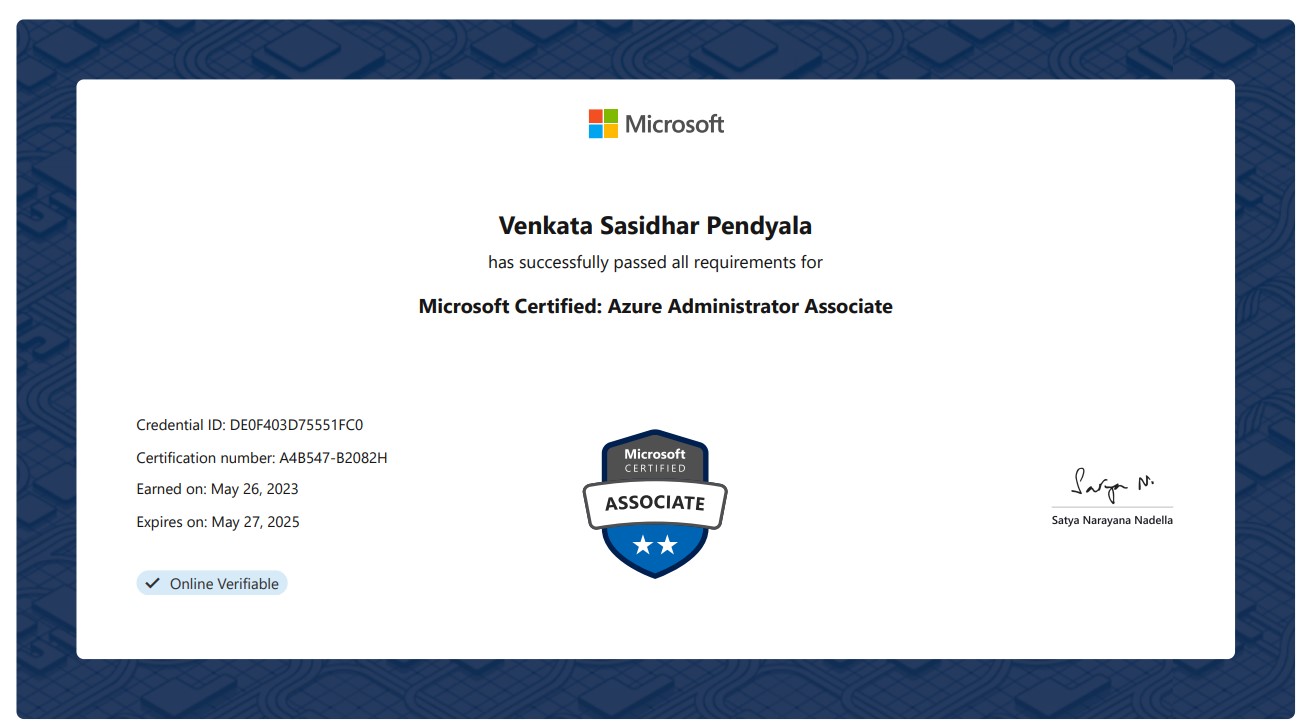 Microsoft
Venkata Sasidhar Pendyala
has successfully passed all requirements for
Microsoft Certified: Azure Administrator Associate
Credential ID: DE0F403D75551FC0
Certification number: A4B547-B2082H
Earned on: May 26, 2023
Expires on: May 27, 2025
Online Verifiable
Microsoft
CERTIFIED
ASSOCIATE
Satya N.
Satya Narayana Nadella